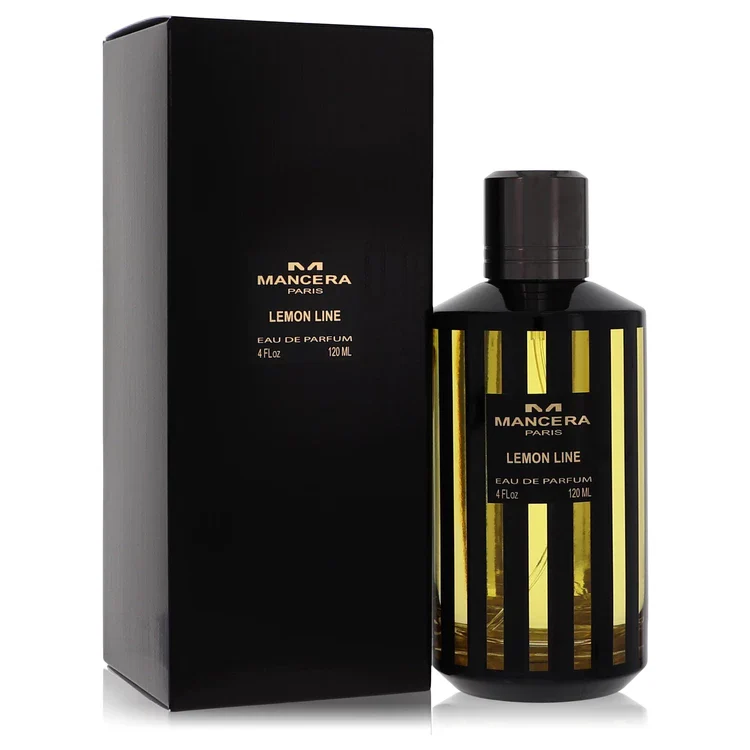 MANCERA
PARIS
LEMON LINE
EAU DE PARFUM
4 FLoz 120 ML
MANCERA
PARIS
LEMON LINE
EAU DE PARFUM
4 FLoz 120 ML